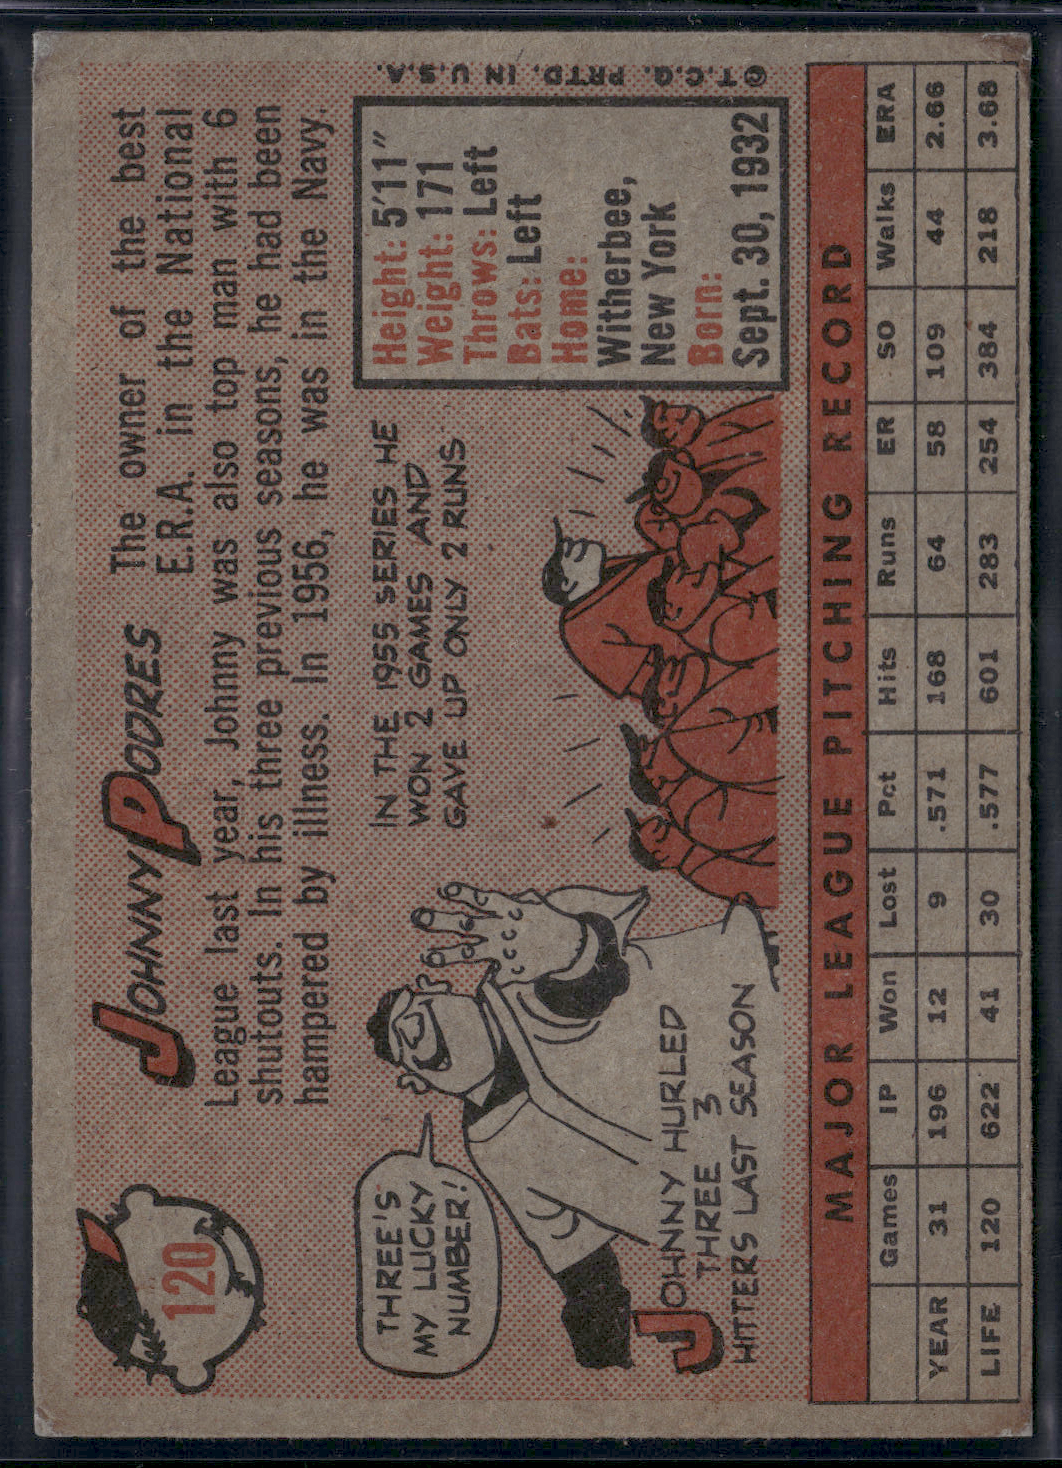 120
JOHNNY PODRES
The owner of the best
E.R.A. in the National
League last year, Johnny was also top man with 6
shutouts. In his three previous seasons, he had been
hampered by illness. In 1956, he was in the Navy.
THREE'S
MY LUCKY
NUMBER!
JOHNNY HURLED
THREE 3
HITTERS LAST SEASON
IN THE 1955 SERIES HE
WON 2 GAMES AND
GAVE UP ONLY 2 RUNS
Height: 5'11"
Weight: 171
Throws: Left
Bats: Left
Home:
Witherbee,
New York
Born:
Sept. 30, 1932
©T.C.G. PRTD. IN U.S.A.
MAJOR LEAGUE PITCHING RECORD
Games IP Won Lost Pct Hits Runs ER SO Walks ERA
YEAR 31 196 12 9 .571 168 64 58 109 44 2.66
LIFE 120 622 41 30 .577 601 283 254 384 218 3.68